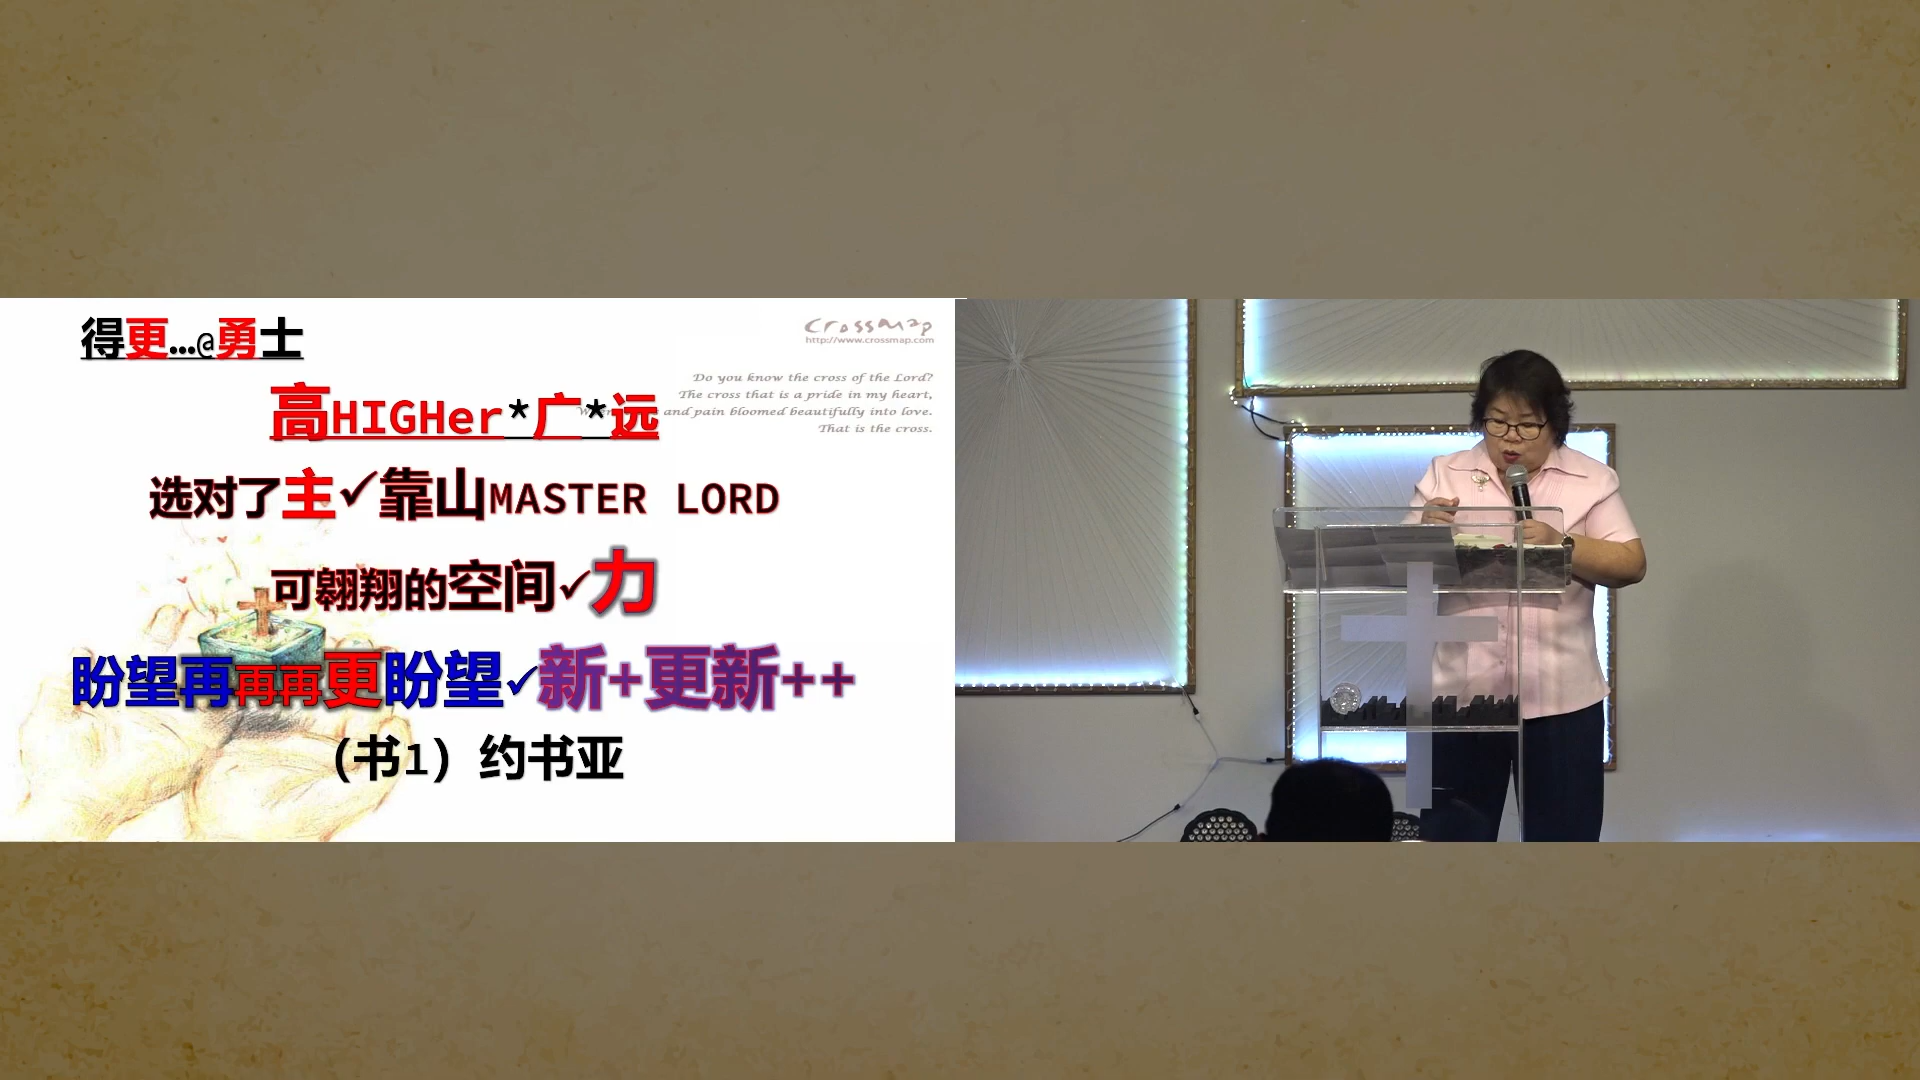 得更...@勇士
crossmap
http://www.crossmap.com
Do you know the cross of the Lord?
The cross that is a pride in my heart,
and pain bloomed beautifully into love.
That is the cross.
高HIGHer*广*远
选对了主✓靠山MASTER LORD
可翱翔的空间✓力
盼望再再再更盼望✓新+更新++
（书1）约书亚